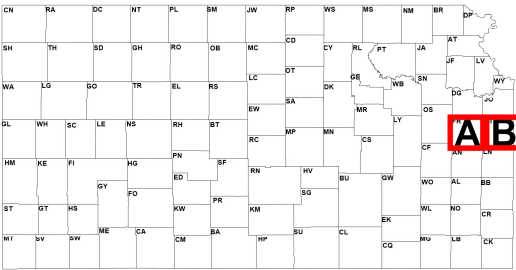 CN RA DC NT PL SM JW RP WS MS NM BR DP
CD AT
SH TH SD GH RO OB MC CY RL PT JA
JF LV
LC OT GE SN WY
WA LG GO TR EL RS DK WB
DG JO
EW SA MR OS
GL WH SC LE NS RH BT LY A B
RC MP MN CS CF AN
HM KE FI HG PN SF RN HV
ED BU GW WO AL BB
GY FO SG
PR
ST GT HS KW KM WL NO CR
EK
MT SV SW ME CA CM BA HP SU CL CQ MG LB CK